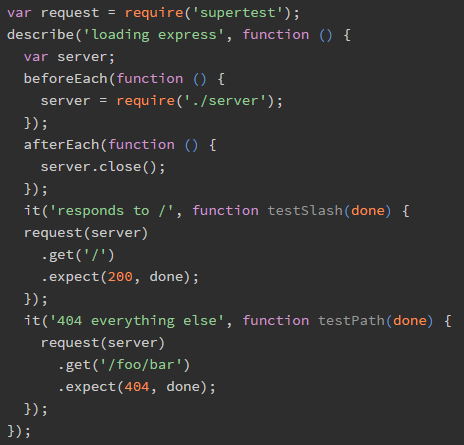 var request = require('supertest');
describe('loading express', function () {
  var server;
  beforeEach(function () {
    server = require('./server');
  });
  afterEach(function () {
    server.close();
  });
  it('responds to /', function testSlash(done) {
  request(server)
    .get('/')
    .expect(200, done);
  });
  it('404 everything else', function testPath(done) {
    request(server)
      .get('/foo/bar')
      .expect(404, done);
  });
});